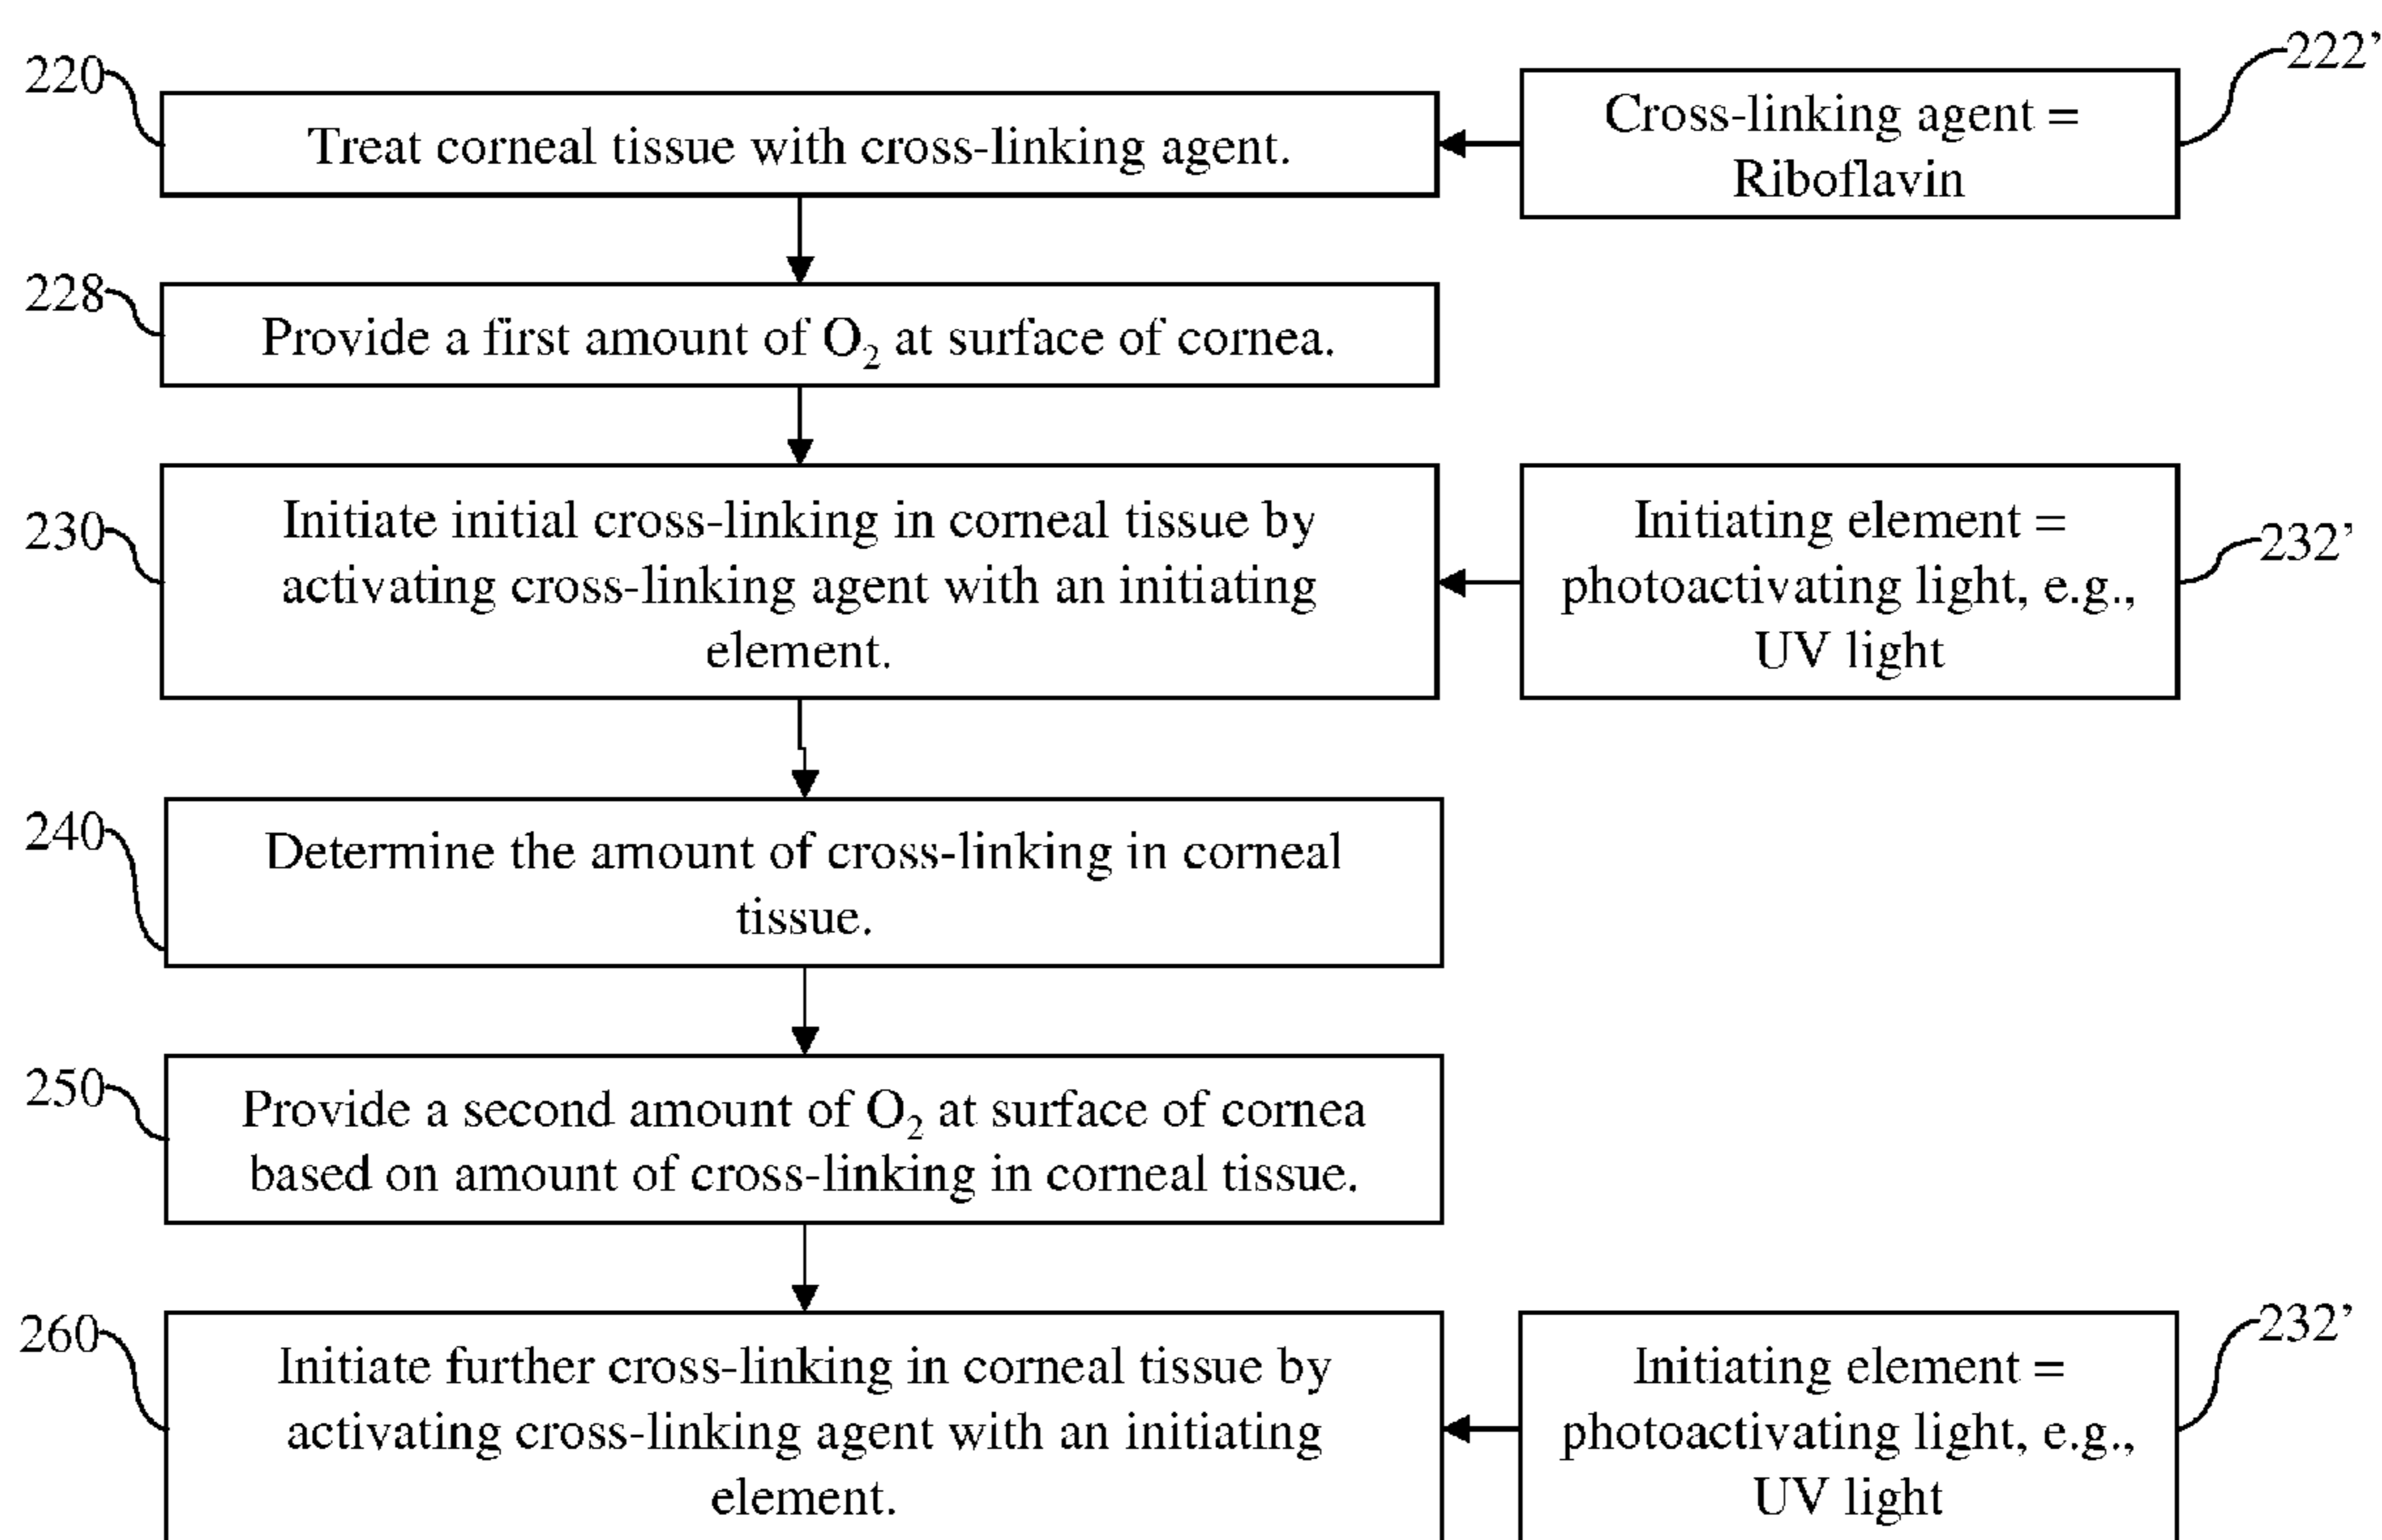 220
Treat corneal tissue with cross-linking agent.
Cross-linking agent =
Riboflavin
222’
228
Provide a first amount of O₂ at surface of cornea.
230
Initiate initial cross-linking in corneal tissue by
activating cross-linking agent with an initiating
element.
Initiating element =
photoactivating light, e.g.,
UV light
232’
240
Determine the amount of cross-linking in corneal
tissue.
250
Provide a second amount of O₂ at surface of cornea
based on amount of cross-linking in corneal tissue.
260
Initiate further cross-linking in corneal tissue by
activating cross-linking agent with an initiating
element.
Initiating element =
photoactivating light, e.g.,
UV light
232’